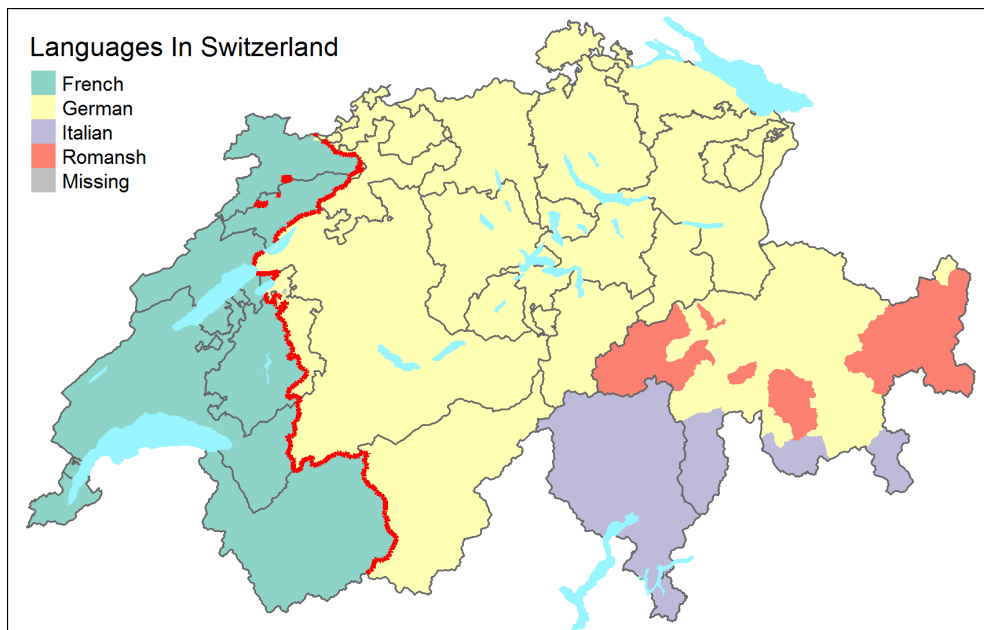 Languages In Switzerland
French
German
Italian
Romansh
Missing